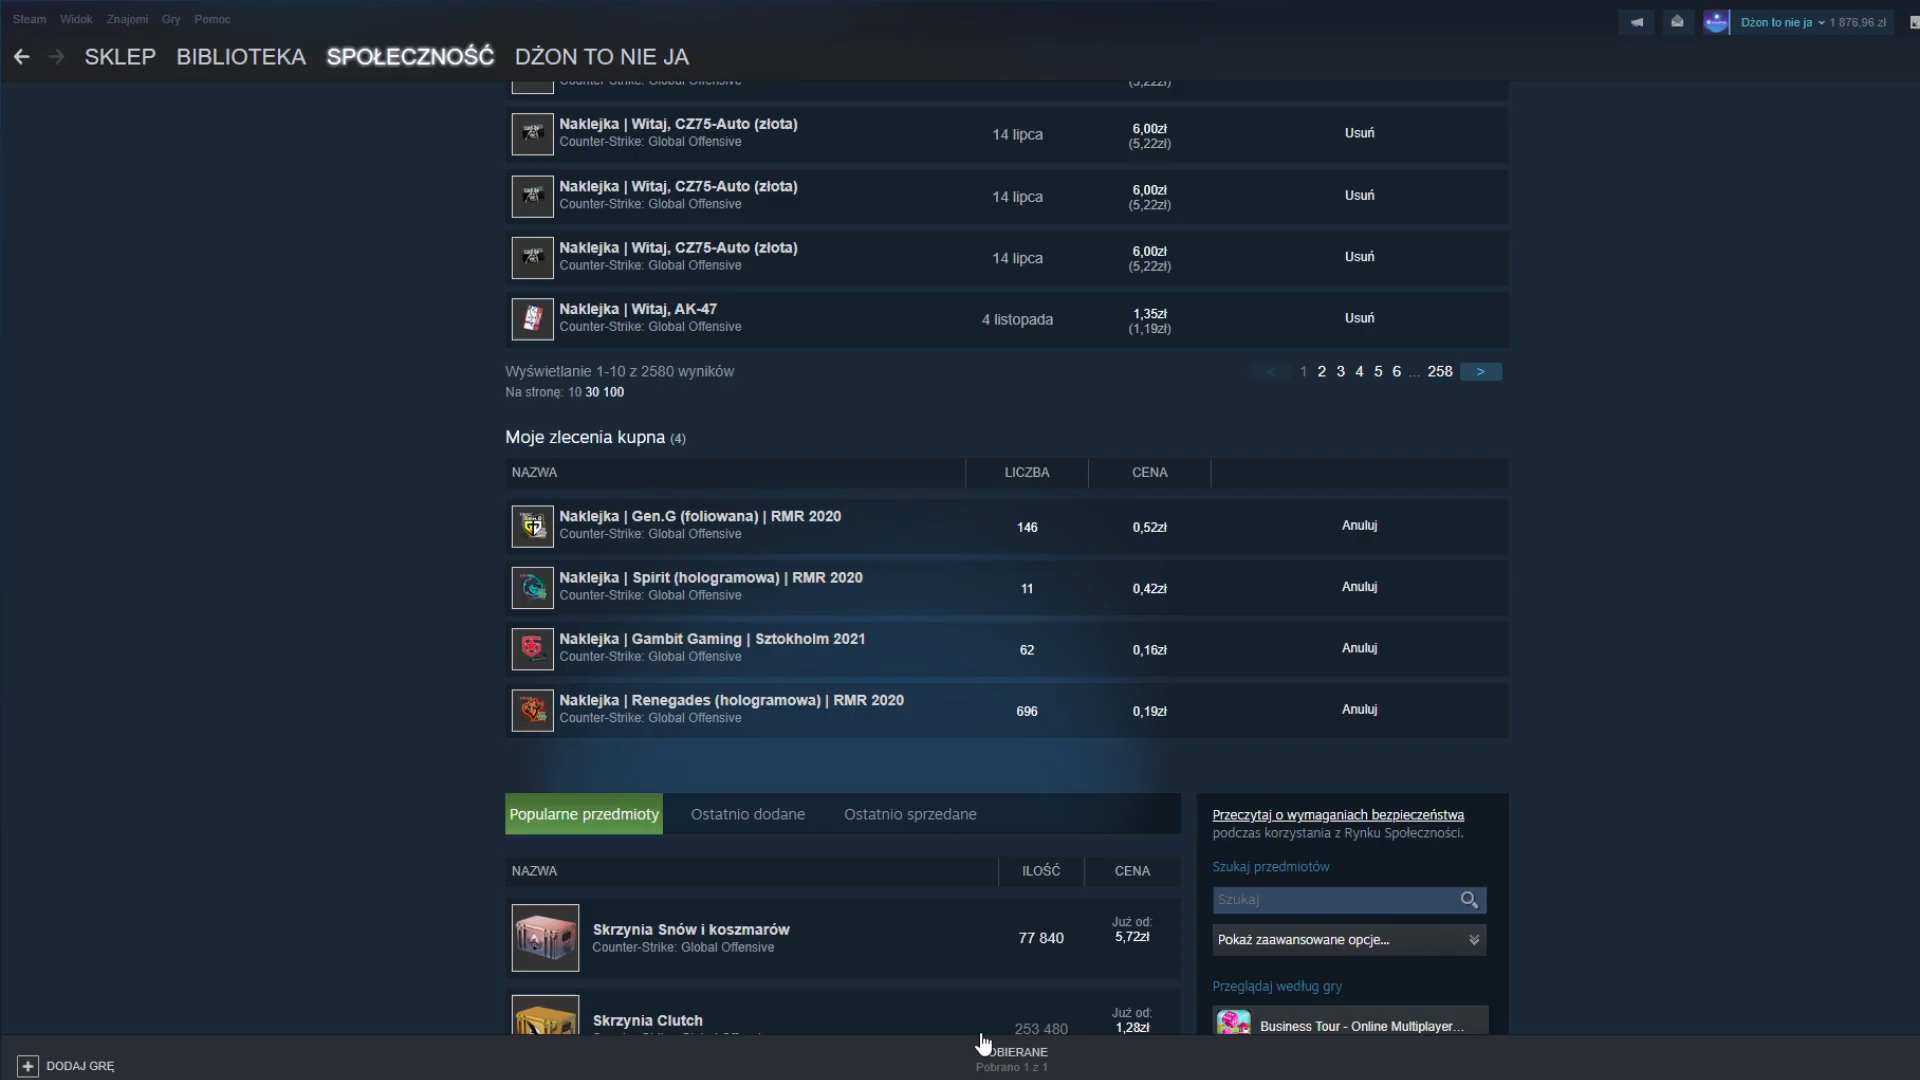 Steam Widok Znajomi Gry Pomoc
Dżon to nie ja 1 876,96 zł
SKLEP BIBLIOTEKA SPOŁECZNOŚĆ DŻON TO NIE JA
Counter-Strike: Global Offensive (5,22zł)
Naklejka | Witaj, CZ75-Auto (złota)
Counter-Strike: Global Offensive
14 lipca
6,00zł
(5,22zł)
Usuń
Naklejka | Witaj, CZ75-Auto (złota)
Counter-Strike: Global Offensive
14 lipca
6,00zł
(5,22zł)
Usuń
Naklejka | Witaj, CZ75-Auto (złota)
Counter-Strike: Global Offensive
14 lipca
6,00zł
(5,22zł)
Usuń
Naklejka | Witaj, AK-47
Counter-Strike: Global Offensive
4 listopada
1,35zł
(1,19zł)
Usuń
Wyświetlanie 1-10 z 2580 wyników
< 1 2 3 4 5 6 ... 258 >
Na stronę: 10 30 100
Moje zlecenia kupna (4)
NAZWA LICZBA CENA
Naklejka | Gen.G (foliowana) | RMR 2020
Counter-Strike: Global Offensive
146
0,52zł
Anuluj
Naklejka | Spirit (hologramowa) | RMR 2020
Counter-Strike: Global Offensive
11
0,42zł
Anuluj
Naklejka | Gambit Gaming | Sztokholm 2021
Counter-Strike: Global Offensive
62
0,16zł
Anuluj
Naklejka | Renegades (hologramowa) | RMR 2020
Counter-Strike: Global Offensive
696
0,19zł
Anuluj
Popularne przedmioty Ostatnio dodane Ostatnio sprzedane
NAZWA ILOŚĆ CENA
Skrzynia Snów i koszmarów
Counter-Strike: Global Offensive
77 840
Już od:
5,72zł
Skrzynia Clutch
253 480
Już od:
1,28zł
Przeczytaj o wymaganiach bezpieczeństwa
podczas korzystania z Rynku Społeczności.
Szukaj przedmiotów
Szukaj
Pokaż zaawansowane opcje...
Przeglądaj według gry
Business Tour - Online Multiplayer...
DODAJ GRĘ
OBIERANE
Pobrano 1 z 1